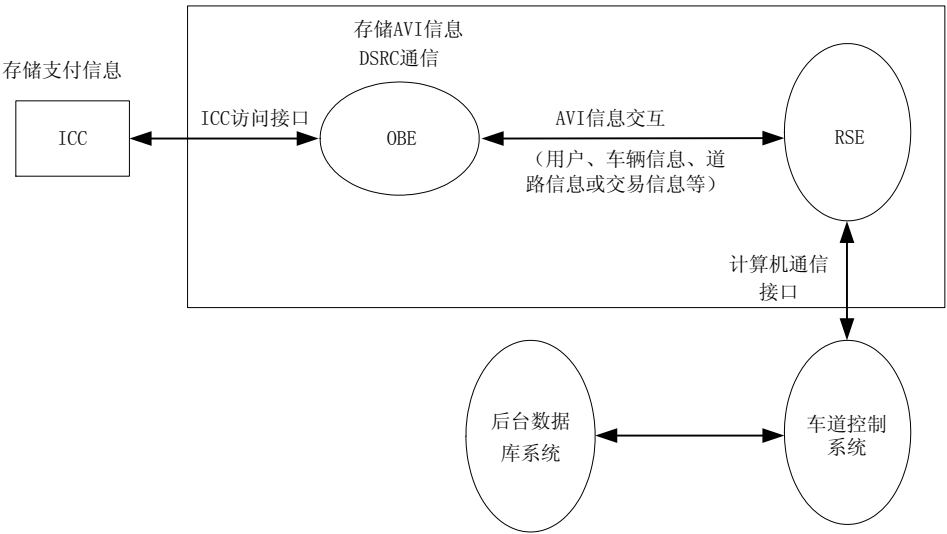 存储AVI信息
DSRC通信
存储支付信息
ICC
ICC访问接口
OBE
AVI信息交互
（用户、车辆信息、道
路信息或交易信息等）
RSE
计算机通信
接口
后台数据
库系统
车道控制
系统